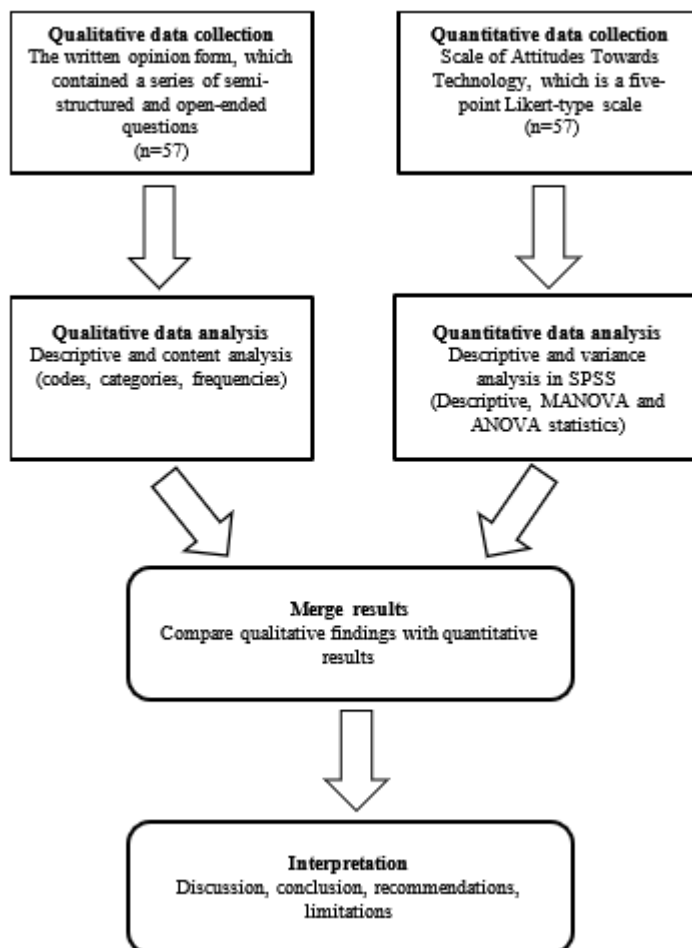 Qualitative data collection
The written opinion form, which
contained a series of semi-
structured and open-ended
questions
(n=57)
Quantitative data collection
Scale of Attitudes Towards
Technology, which is a five-
point Likert-type scale
(n=57)
Qualitative data analysis
Descriptive and content analysis
(codes, categories, frequencies)
Quantitative data analysis
Descriptive and variance
analysis in SPSS
(Descriptive, MANOVA and
ANOVA statistics)
Merge results
Compare qualitative findings with quantitative
results
Interpretation
Discussion, conclusion, recommendations,
limitations